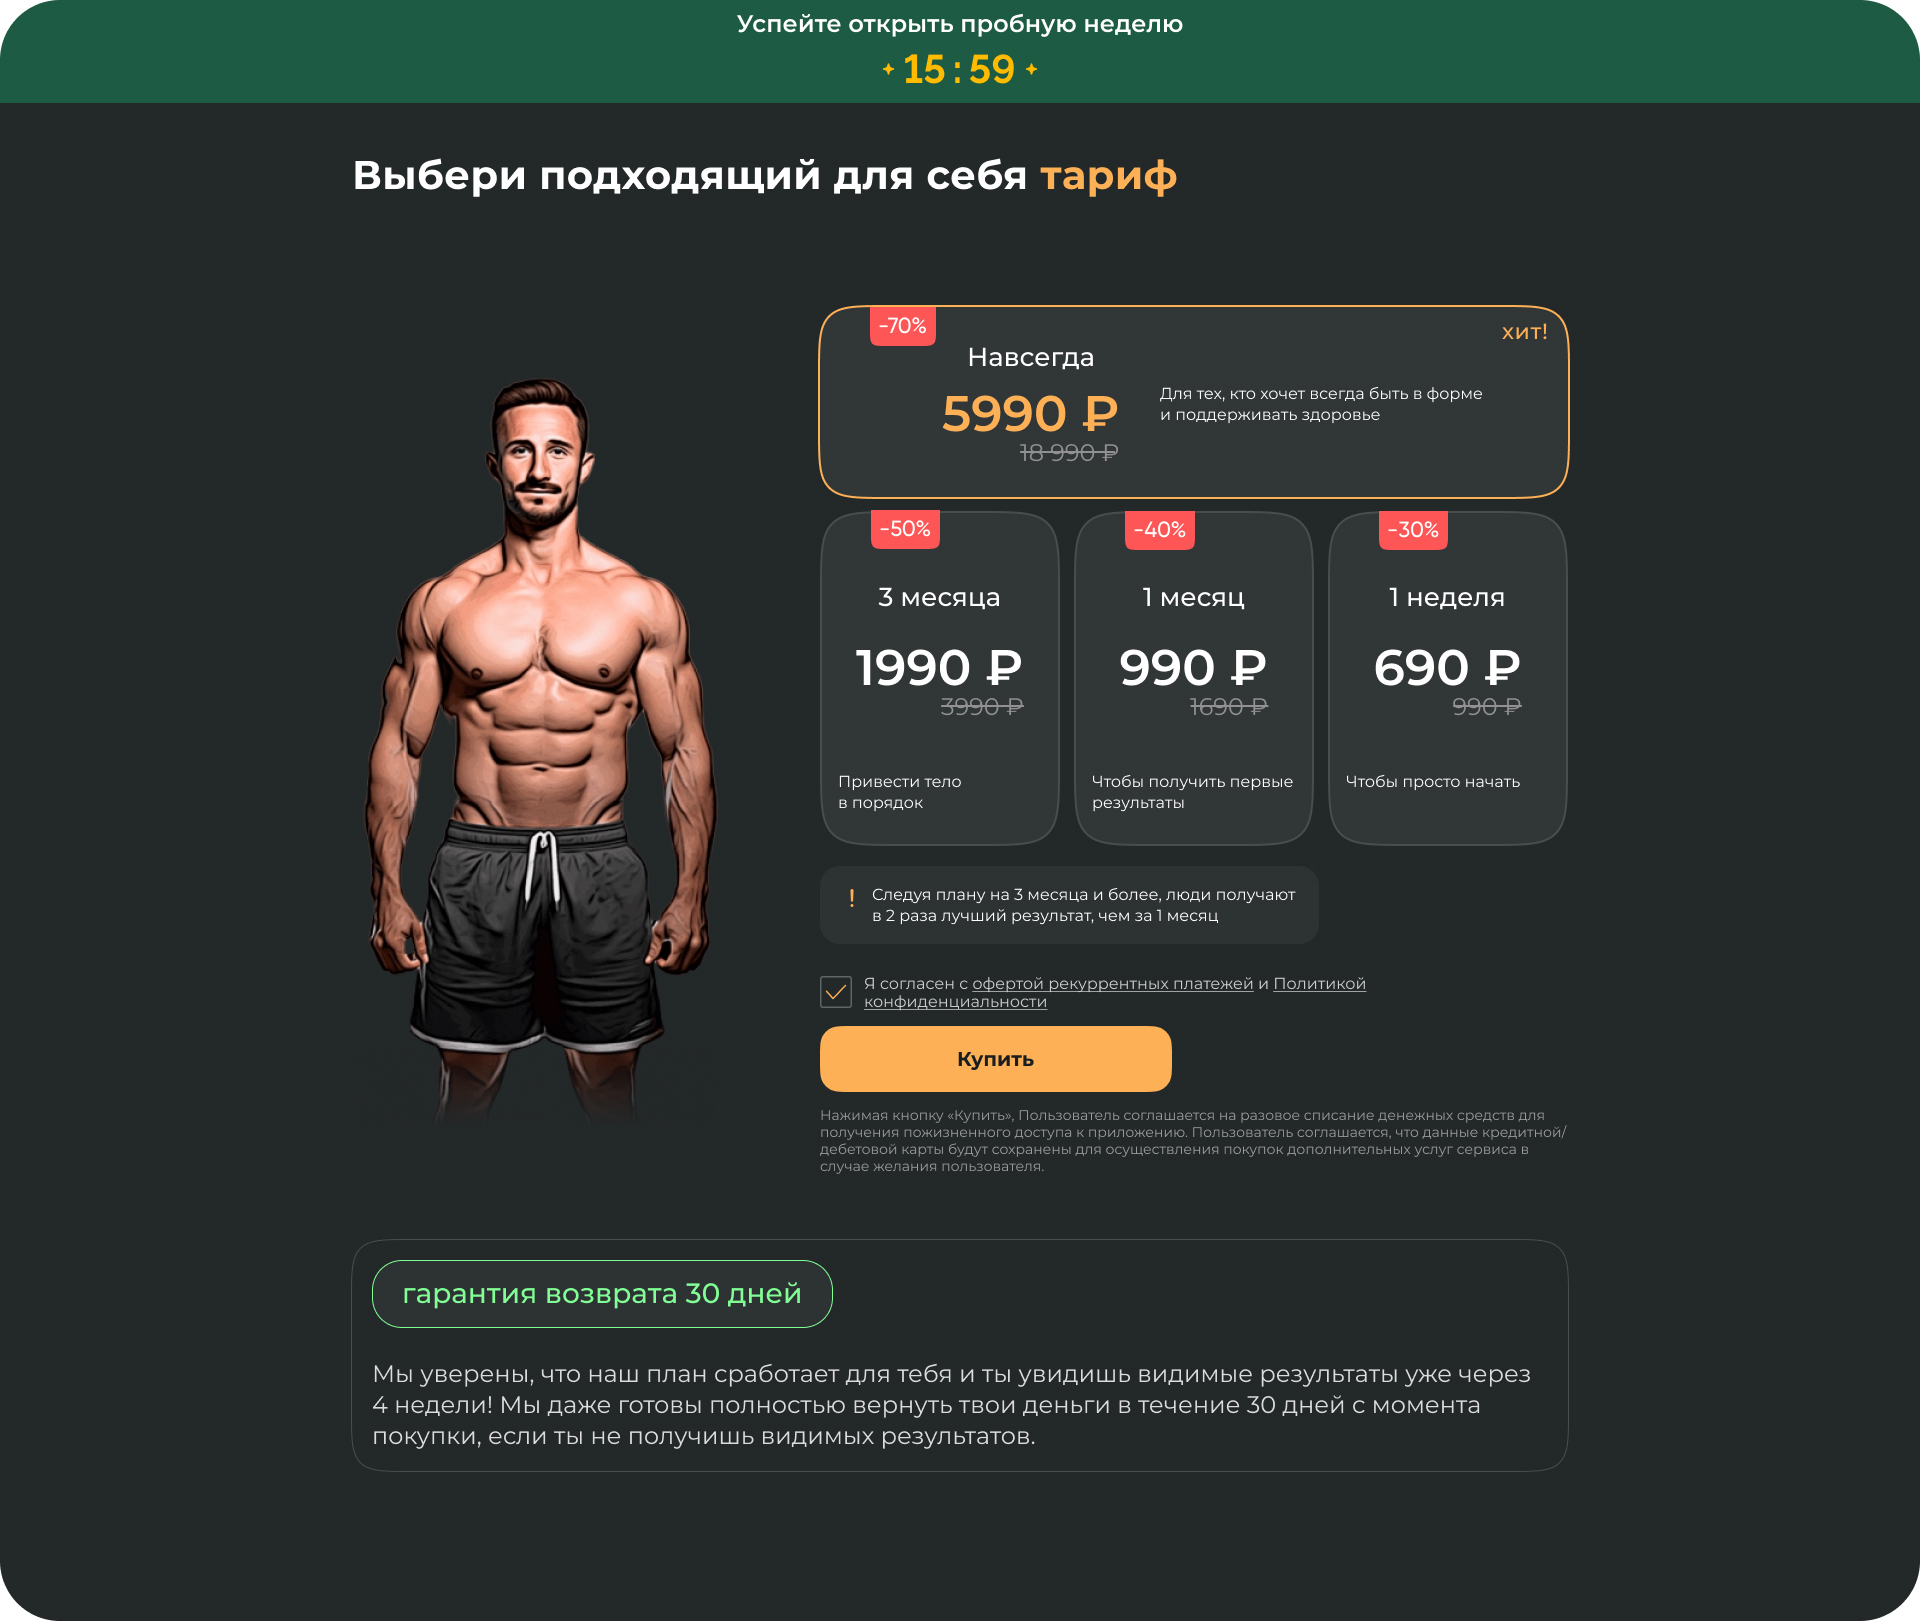 Успейте открыть пробную неделю
15 : 59
Выбери подходящий для себя тариф
-70%
хит!
Навсегда
5990 ₽
18 990 ₽
Для тех, кто хочет всегда быть в форме
и поддерживать здоровье
-50%
3 месяца
1990 ₽
3990 ₽
Привести тело
в порядок
-40%
1 месяц
990 ₽
1690 ₽
Чтобы получить первые
результаты
-30%
1 неделя
690 ₽
990 ₽
Чтобы просто начать
! Следуя плану на 3 месяца и более, люди получают
в 2 раза лучший результат, чем за 1 месяц
Я согласен с офертой рекуррентных платежей и Политикой
конфиденциальности
Купить
Нажимая кнопку «Купить», Пользователь соглашается на разовое списание денежных средств для
получения пожизненного доступа к приложению. Пользователь соглашается, что данные кредитной/
дебетовой карты будут сохранены для осуществления покупок дополнительных услуг сервиса в
случае желания пользователя.
гарантия возврата 30 дней
Мы уверены, что наш план сработает для тебя и ты увидишь видимые результаты уже через
4 недели! Мы даже готовы полностью вернуть твои деньги в течение 30 дней с момента
покупки, если ты не получишь видимых результатов.